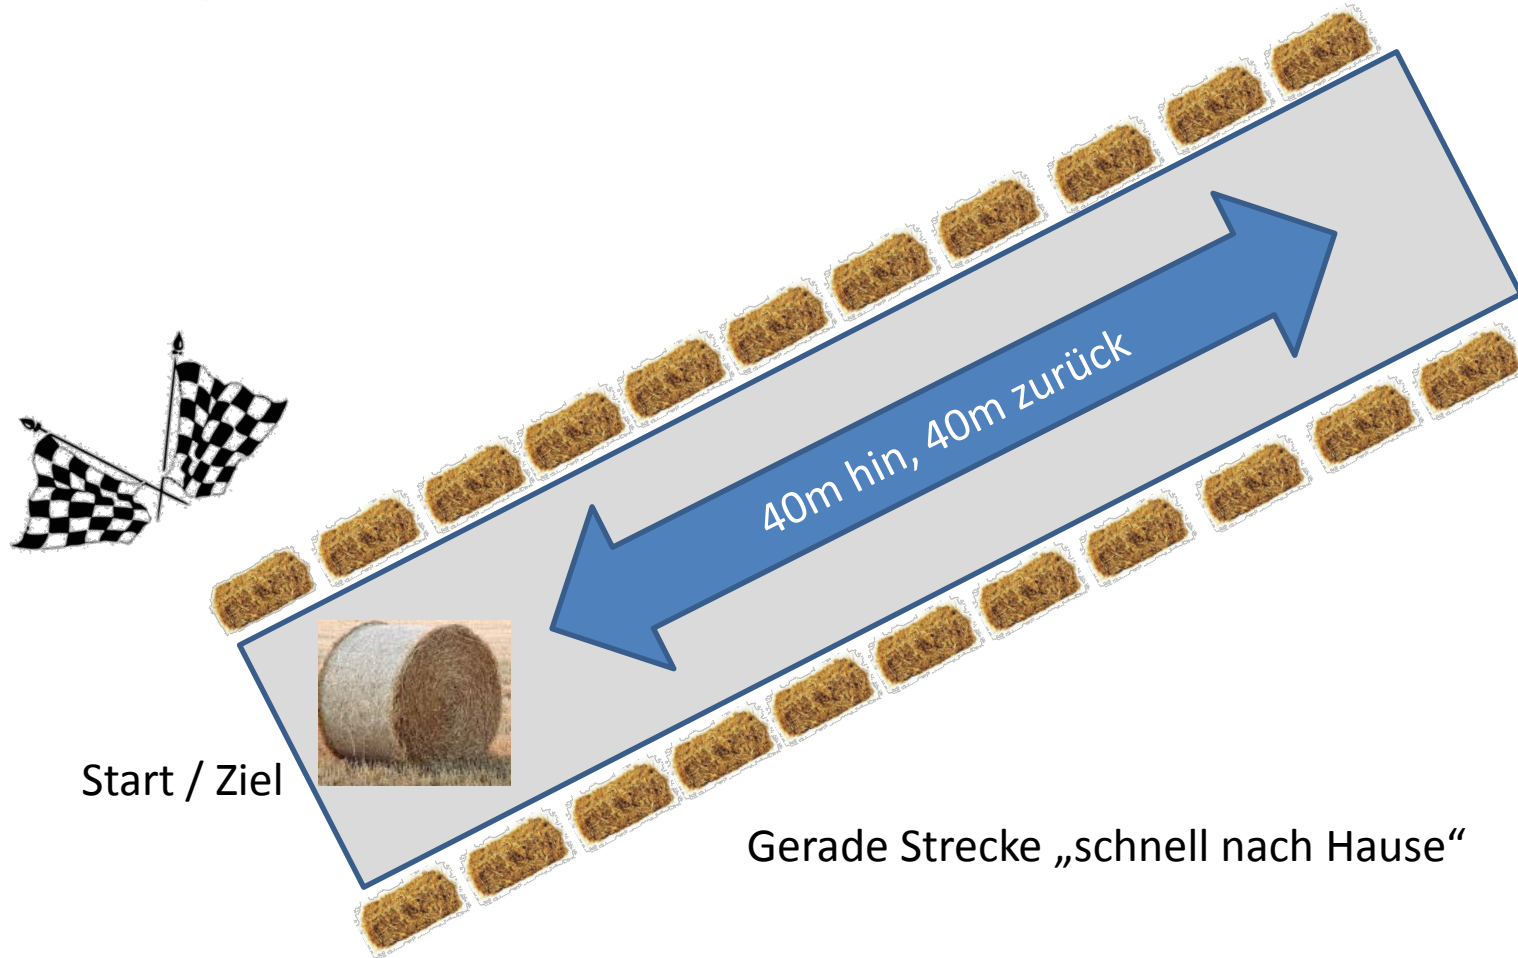 40m hin, 40m zurück
Start / Ziel
Gerade Strecke „schnell nach Hause“